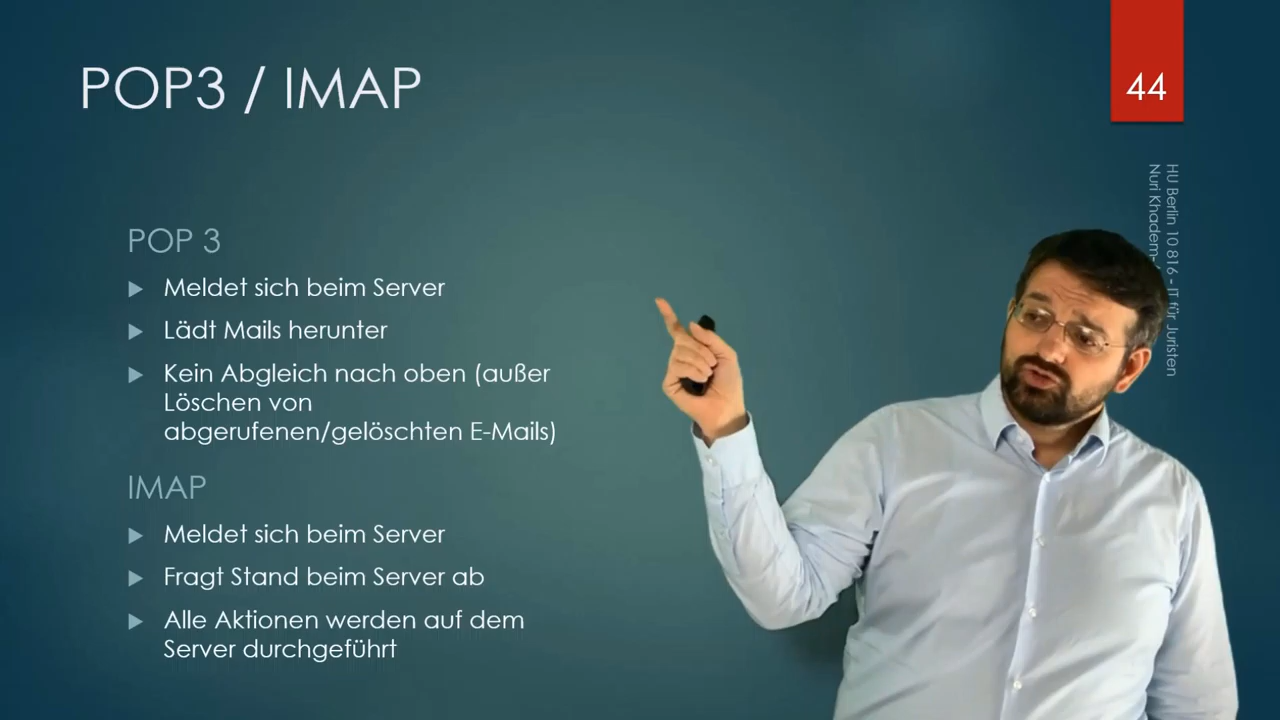 POP3 / IMAP
44
HU Berlin 10 816 - IT für Juristen
Nuri Khadem-
POP 3
Meldet sich beim Server
Lädt Mails herunter
Kein Abgleich nach oben (außer
Löschen von
abgerufenen/gelöschten E-Mails)
IMAP
Meldet sich beim Server
Fragt Stand beim Server ab
Alle Aktionen werden auf dem
Server durchgeführt